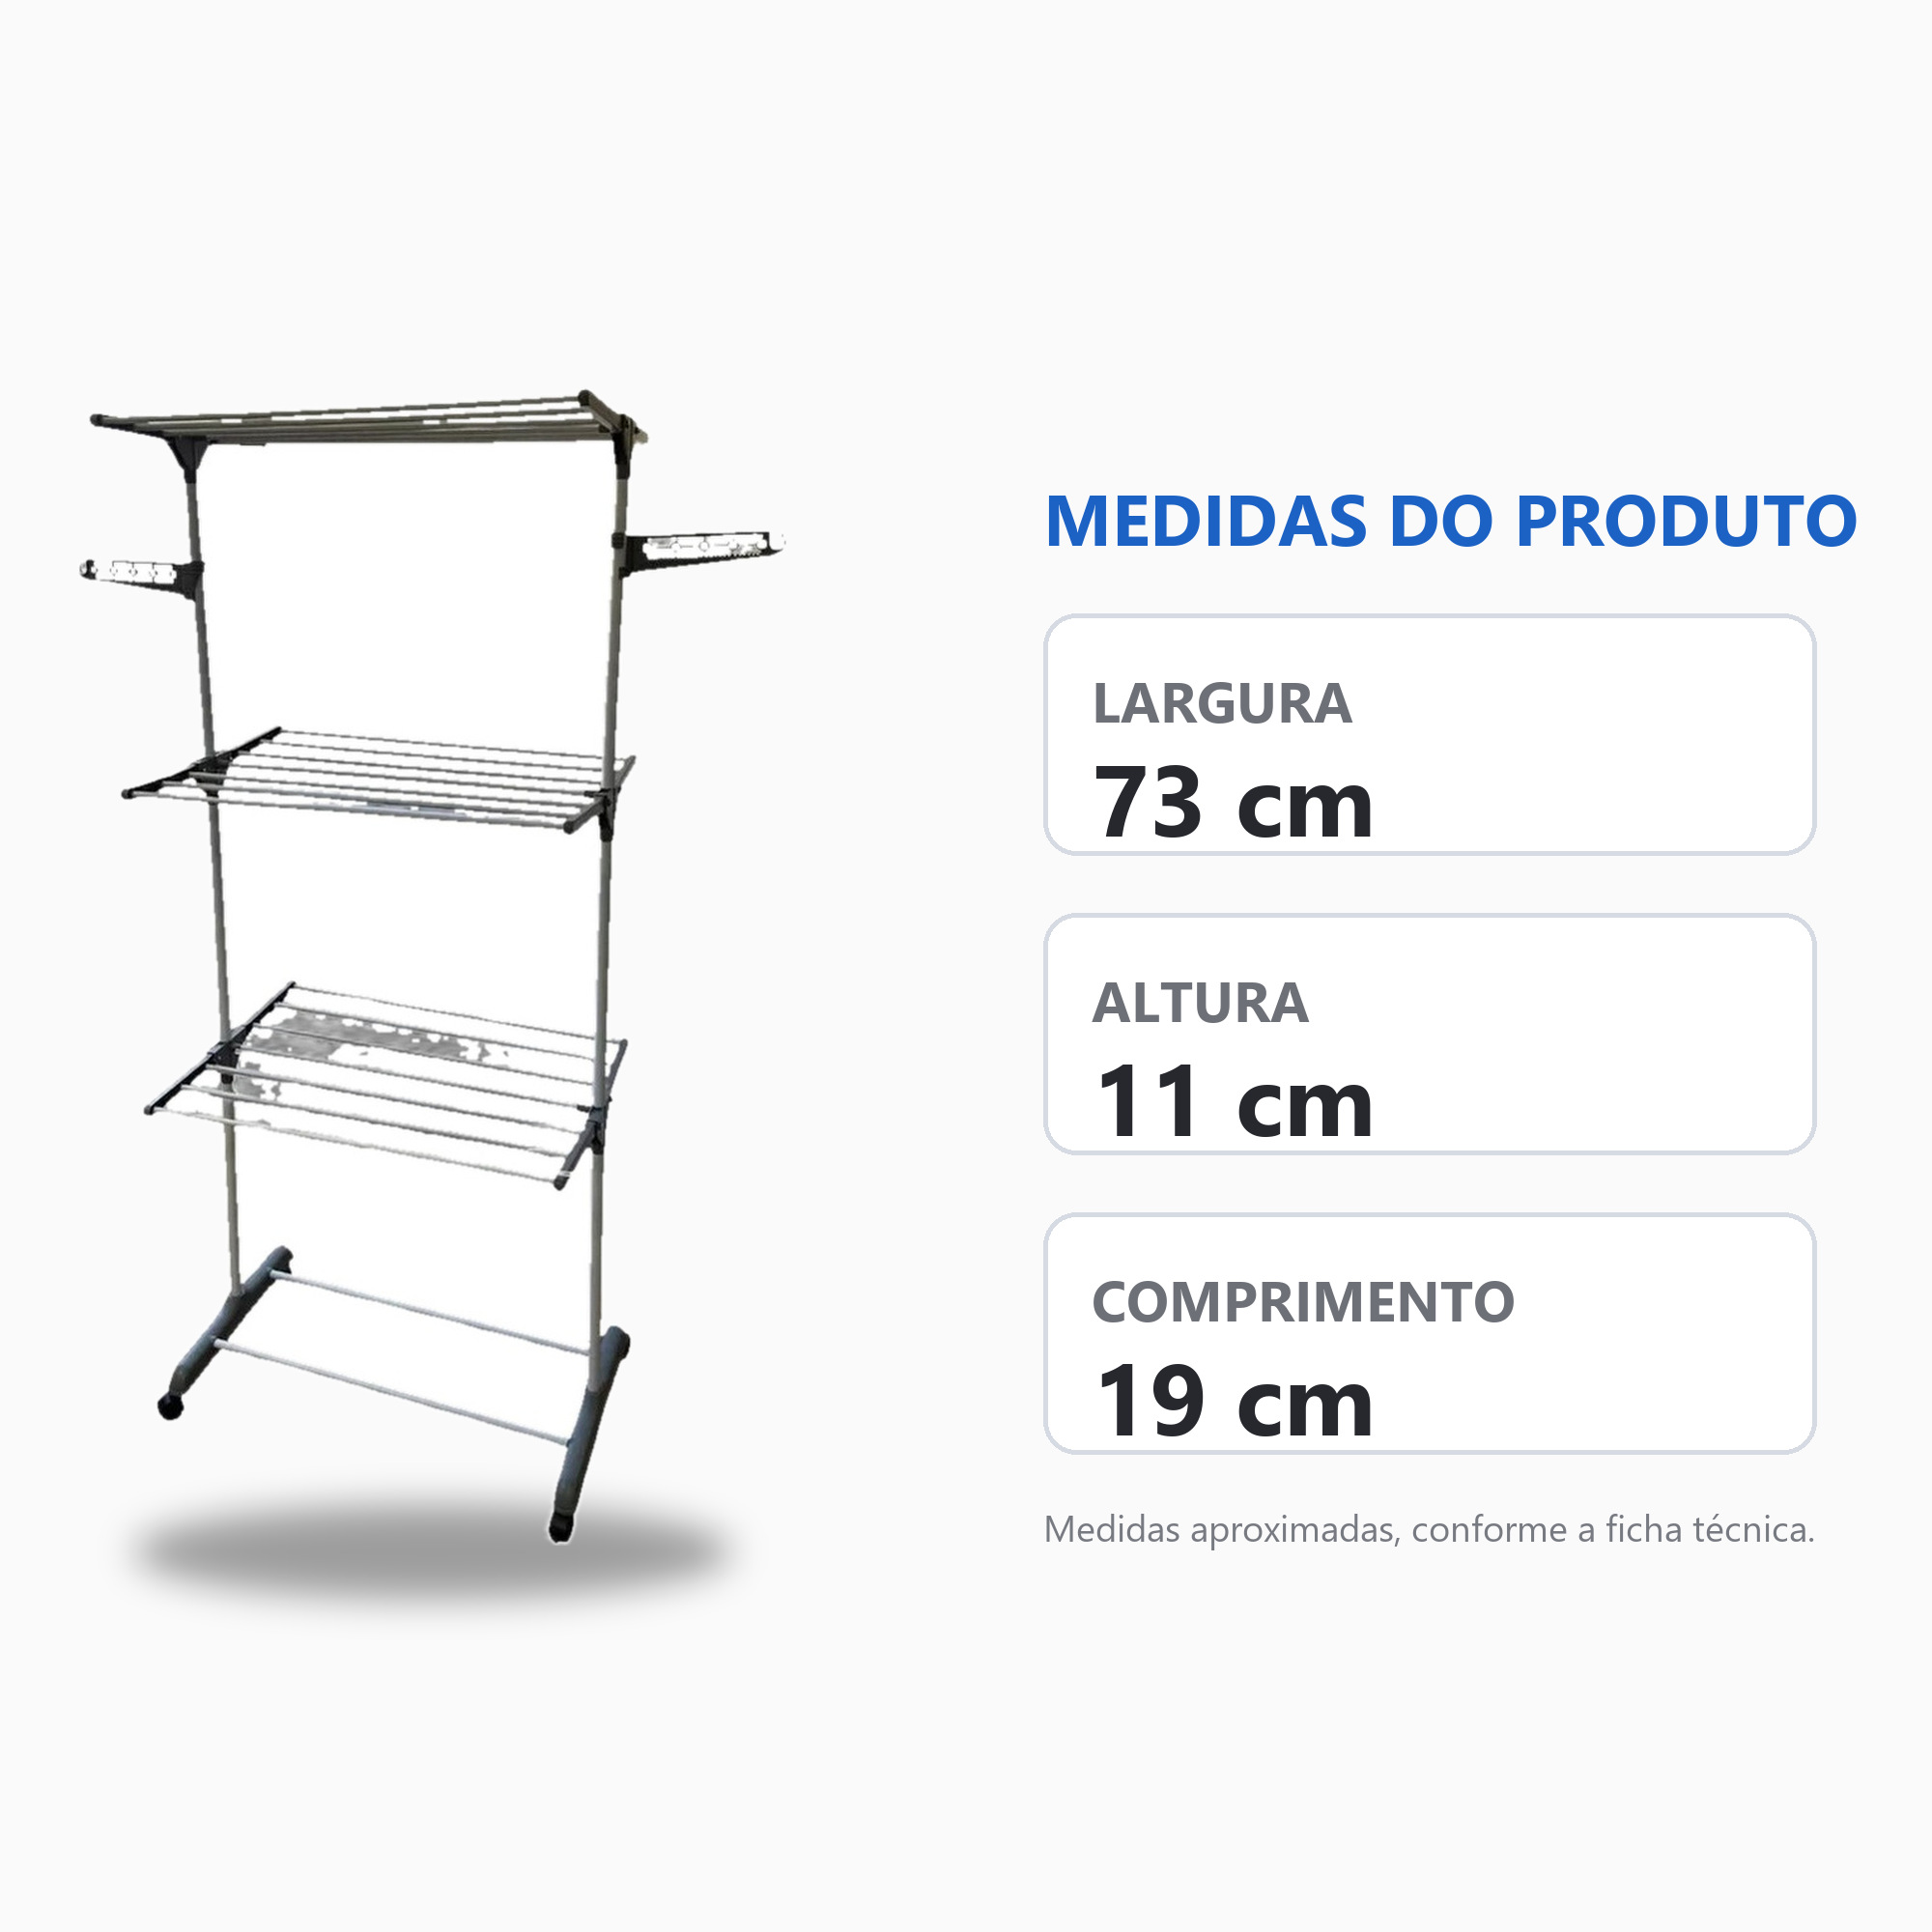 MEDIDAS DO PRODUTO
LARGURA
73 cm
ALTURA
11 cm
COMPRIMENTO
19 cm
Medidas aproximadas, conforme a ficha técnica.